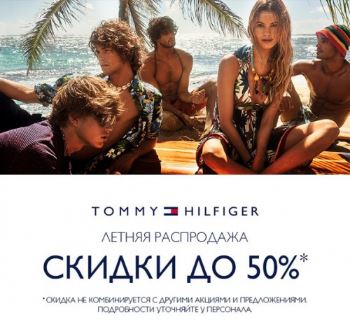 TOMMY HILFIGER
ЛЕТНЯЯ РАСПРОДАЖА
СКИДКИ ДО 50%*
*СКИДКА НЕ КОМБИНИРУЕТСЯ С ДРУГИМИ АКЦИЯМИ И ПРЕДЛОЖЕНИЯМИ.
ПОДРОБНОСТИ УТОЧНЯЙТЕ У ПЕРСОНАЛА.